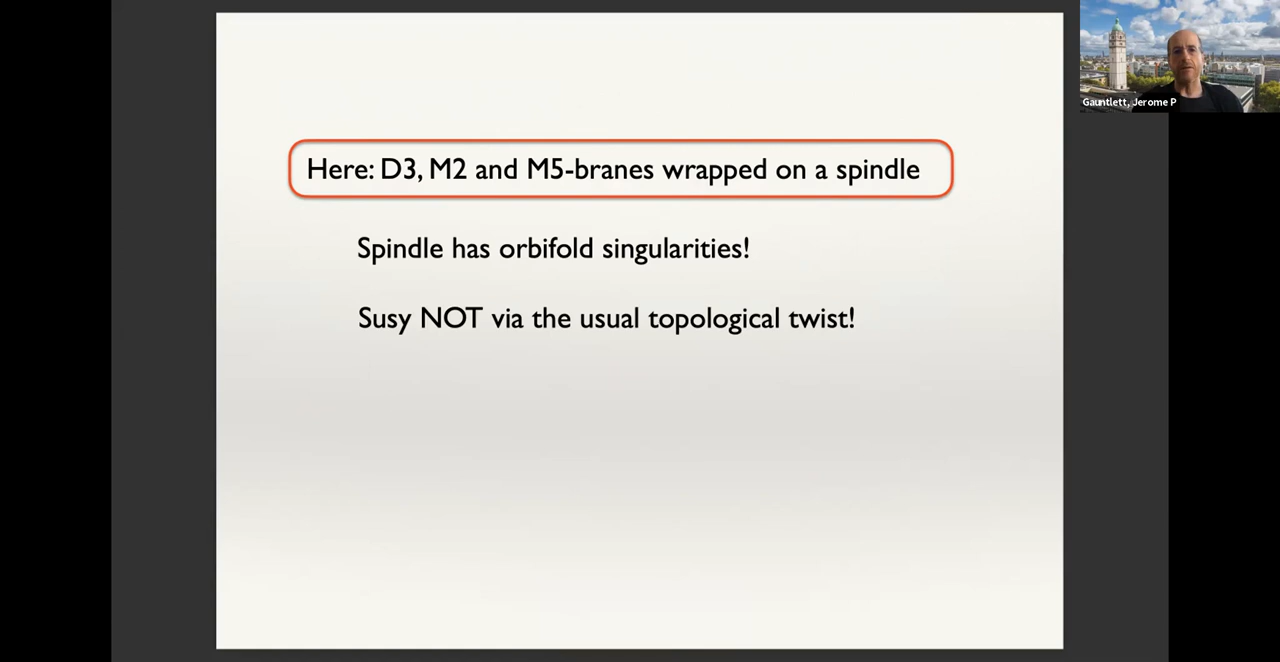 Here: D3, M2 and M5-branes wrapped on a spindle
Spindle has orbifold singularities!
Susy NOT via the usual topological twist!
Gauntlett, Jerome P